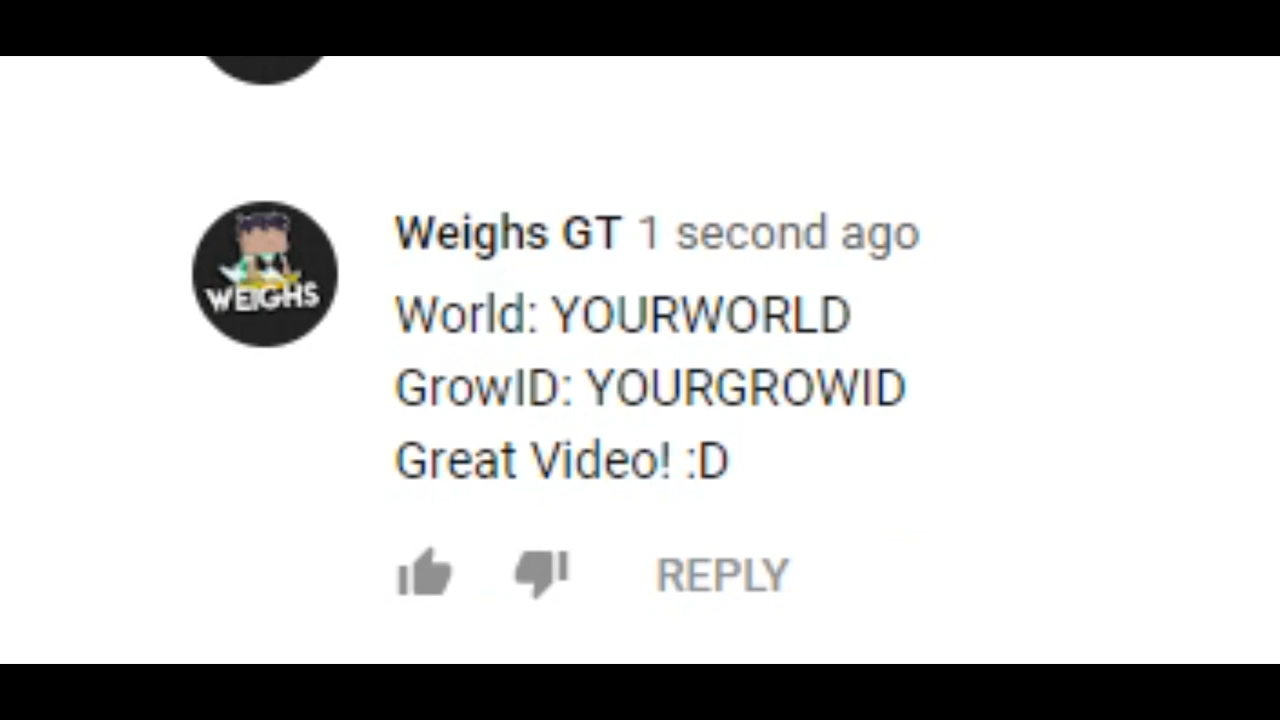 WEIGHS
Weighs GT 1 second ago
World: YOURWORLD
GrowID: YOURGROWID
Great Video! :D
REPLY